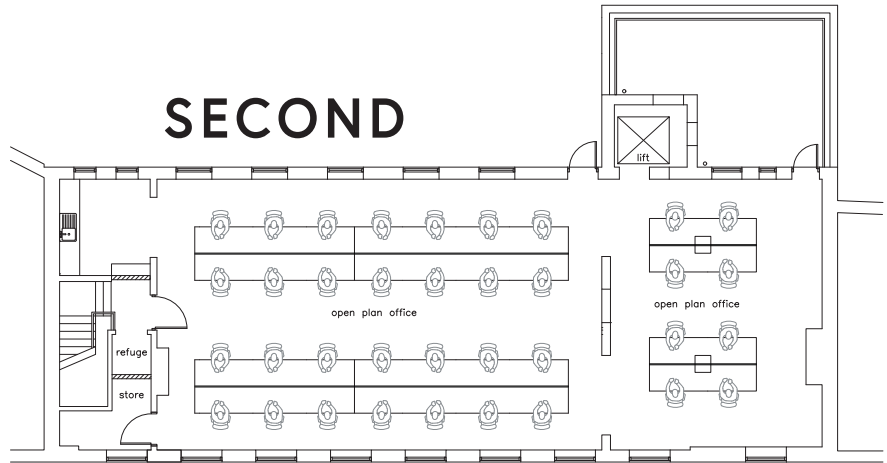 SECOND
lift
open plan office
open plan office
refuge
store